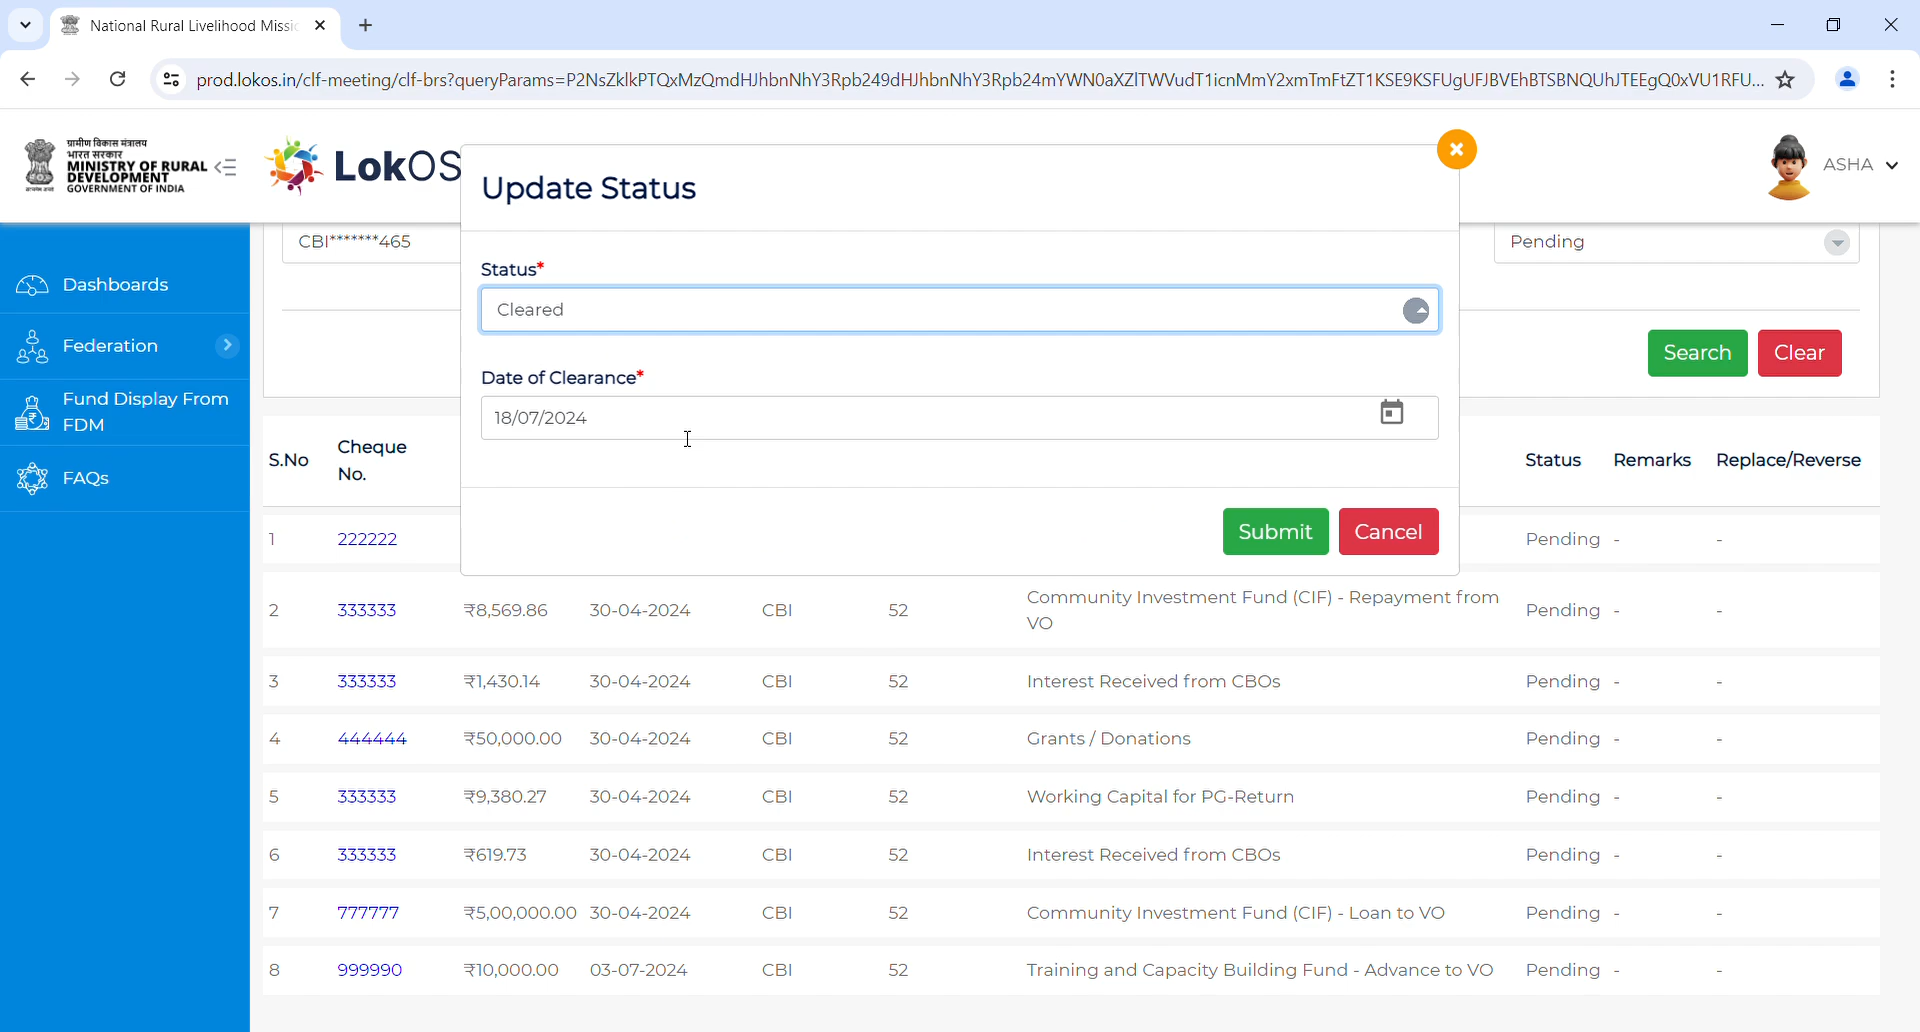 National Rural Livelihood Missi
prod.lokos.in/clf-meeting/clf-brs?queryParams=P2NsZklkPTQxMzQmdHJhbnNhY3Rpb249dHJhbnNhY3Rpb24mYWN0aXZlTWVudT1icnMmY2xmTmFtZT1KSE9KSFUgUFJBVEhBTSBNQUhJTEEgQ0xVU1RFU...
ग्रामीण विकास मंत्रालय
भारत सरकार
MINISTRY OF RURAL
DEVELOPMENT
GOVERNMENT OF INDIA
LokOS
ASHA
Update Status
Status*
Cleared
Date of Clearance*
18/07/2024
Submit Cancel
CBI*******465
Pending
Search Clear
Dashboards
Federation
Fund Display From
FDM
FAQs
S.No Cheque No. Status Remarks Replace/Reverse
1 222222 Pending - -
2 333333 ₹8,569.86 30-04-2024 CBI 52 Community Investment Fund (CIF) - Repayment from VO Pending - -
3 333333 ₹1,430.14 30-04-2024 CBI 52 Interest Received from CBOs Pending - -
4 444444 ₹50,000.00 30-04-2024 CBI 52 Grants / Donations Pending - -
5 333333 ₹9,380.27 30-04-2024 CBI 52 Working Capital for PG-Return Pending - -
6 333333 ₹619.73 30-04-2024 CBI 52 Interest Received from CBOs Pending - -
7 777777 ₹5,00,000.00 30-04-2024 CBI 52 Community Investment Fund (CIF) - Loan to VO Pending - -
8 999990 ₹10,000.00 03-07-2024 CBI 52 Training and Capacity Building Fund - Advance to VO Pending - -